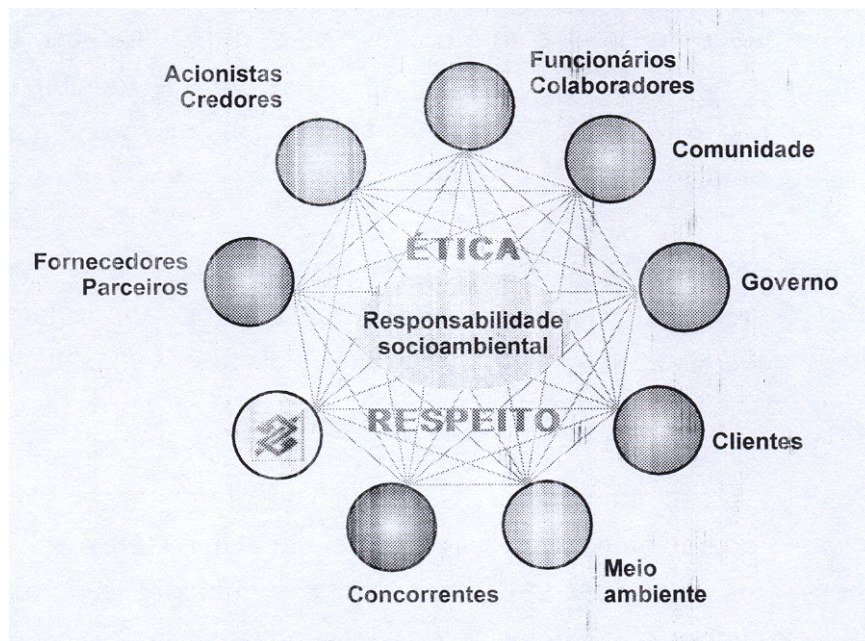 Funcionários
Colaboradores
Acionistas
Credores
Comunidade
ÉTICA
Fornecedores
Parceiros
Governo
Responsabilidade
socioambiental
RESPEITO
Clientes
Concorrentes
Meio
ambiente